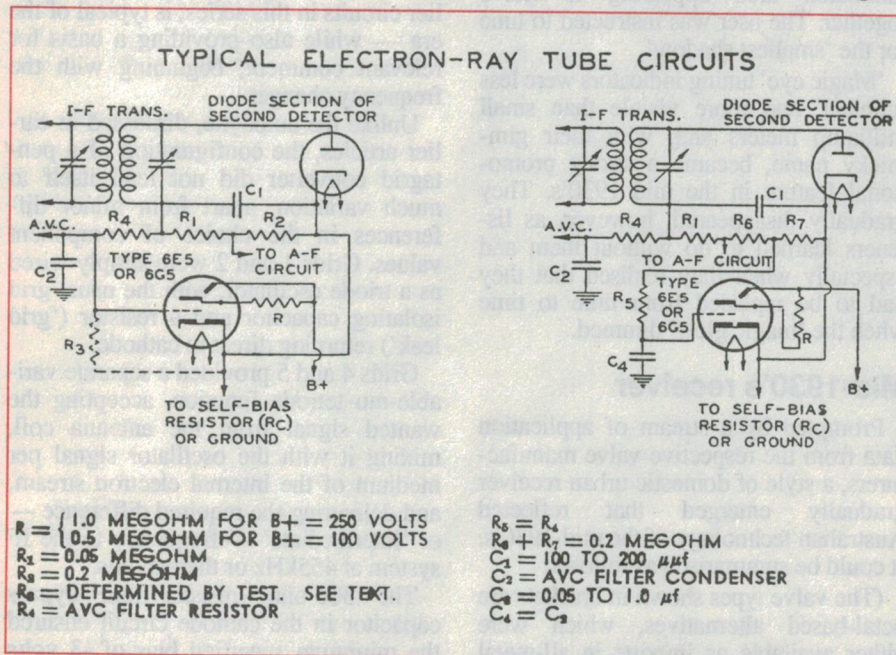 TYPICAL ELECTRON-RAY TUBE CIRCUITS
I-F TRANS.
DIODE SECTION OF
SECOND DETECTOR
C₁
A.V.C.
R₄
R₁
R₂
C₂
TYPE 6E5
OR 6G5
TO A-F
CIRCUIT
R
R₃
B+
TO SELF-BIAS
RESISTOR (Rc)
OR GROUND
I-F TRANS.
DIODE SECTION OF
SECOND DETECTOR
C₁
A.V.C.
R₄
R₁
R₆
R₇
C₂
TO A-F CIRCUIT
R₅
TYPE
6E5
OR
6G5
R
C₄
B+
TO SELF-BIAS
RESISTOR (Rc)
OR GROUND
R = { 1.0 MEGOHM FOR B+ = 250 VOLTS
0.5 MEGOHM FOR B+ = 100 VOLTS
R₁ = 0.05 MEGOHM
R₂ = 0.2 MEGOHM
R₃ = DETERMINED BY TEST. SEE TEXT.
R₄ = AVC FILTER RESISTOR
R₅ = R₄
R₆ + R₇ = 0.2 MEGOHM
C₁ = 100 TO 200 μμf
C₂ = AVC FILTER CONDENSER
C₃ = 0.05 TO 1.0 μf
C₄ = C₂